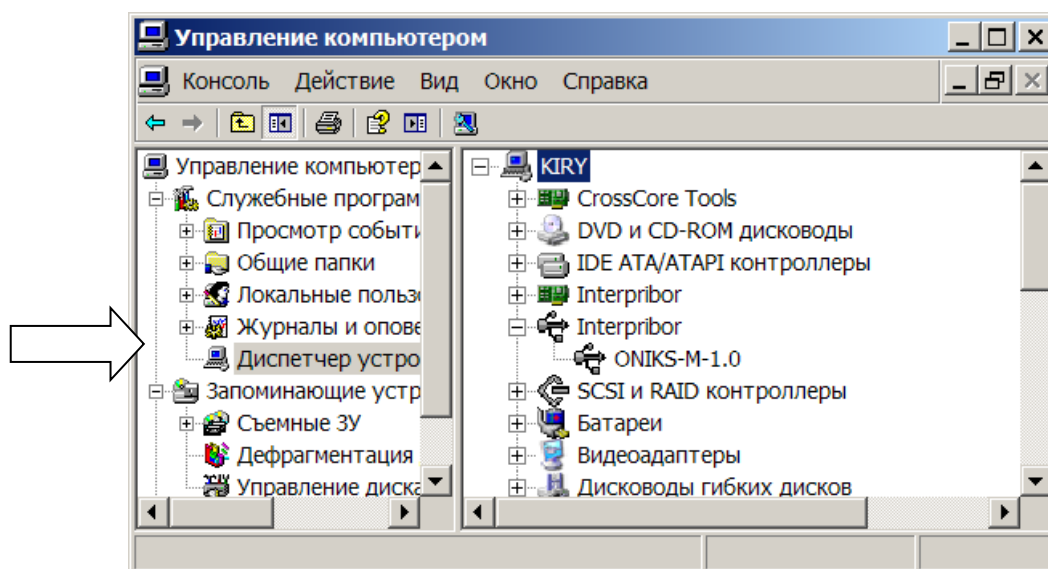 Управление компьютером
Консоль Действие Вид Окно Справка
Управление компьютер
Служебные програм
Просмотр событи
Общие папки
Локальные польз
Журналы и опове
Диспетчер устро
Запоминающие устр
Съемные ЗУ
Дефрагментация
Управление диска
KIRY
CrossCore Tools
DVD и CD-ROM дисководы
IDE ATA/ATAPI контроллеры
Interpribor
Interpribor
ONIKS-M-1.0
SCSI и RAID контроллеры
Батареи
Видеоадаптеры
Дисководы гибких дисков